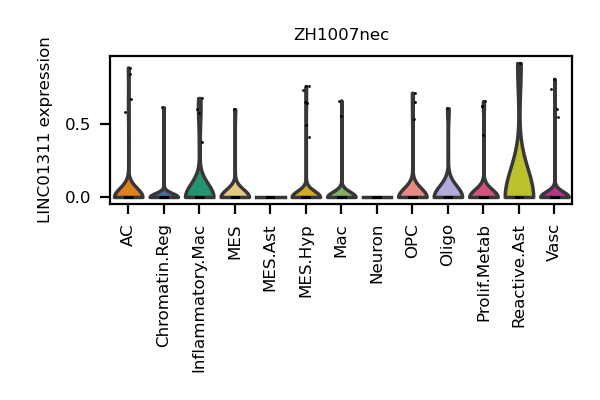 ZH1007nec
LINC01311 expression
0.5
0.0
AC
Chromatin.Reg
Inflammatory.Mac
MES
MES.Ast
MES.Hyp
Mac
Neuron
OPC
Oligo
Prolif.Metab
Reactive.Ast
Vasc